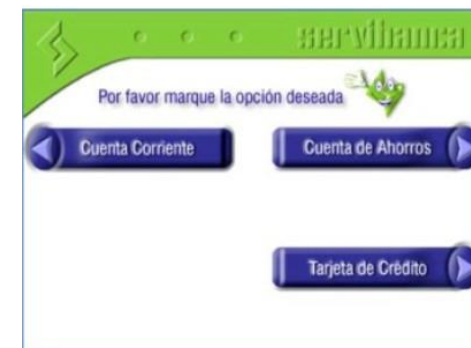 servibanca
Por favor marque la opción deseada
Cuenta Corriente
Cuenta de Ahorros
Tarjeta de Crédito